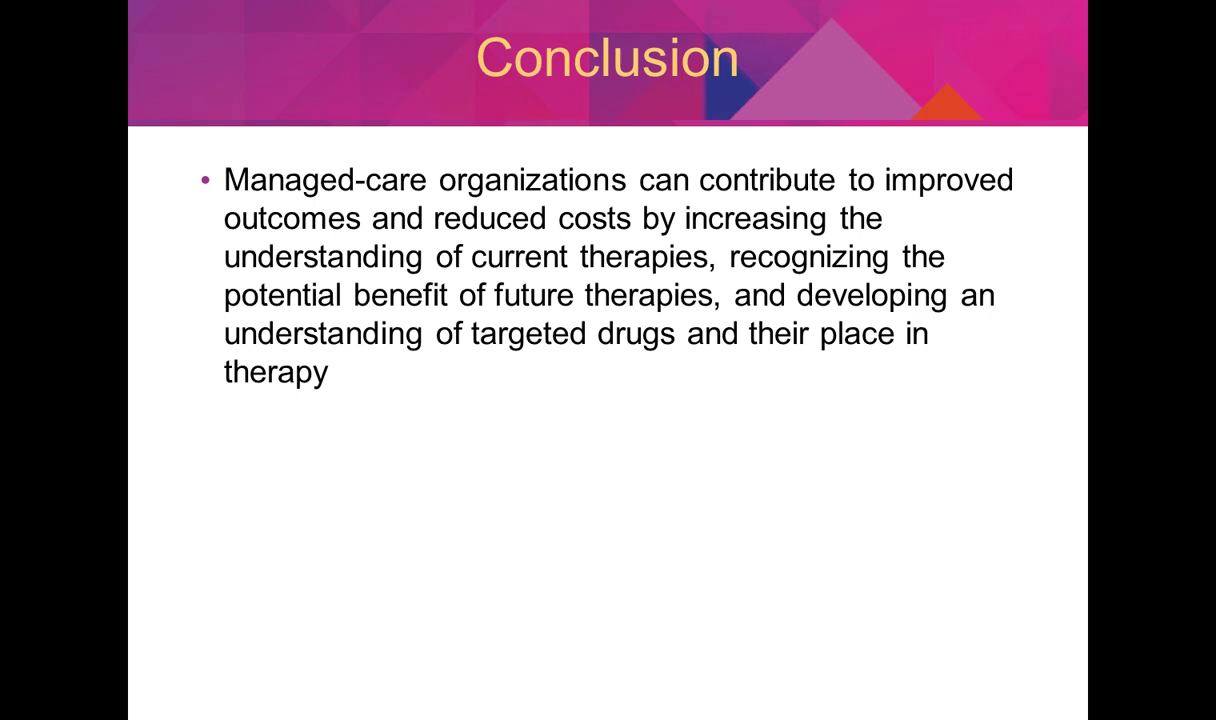 Conclusion
• Managed-care organizations can contribute to improved
outcomes and reduced costs by increasing the
understanding of current therapies, recognizing the
potential benefit of future therapies, and developing an
understanding of targeted drugs and their place in
therapy